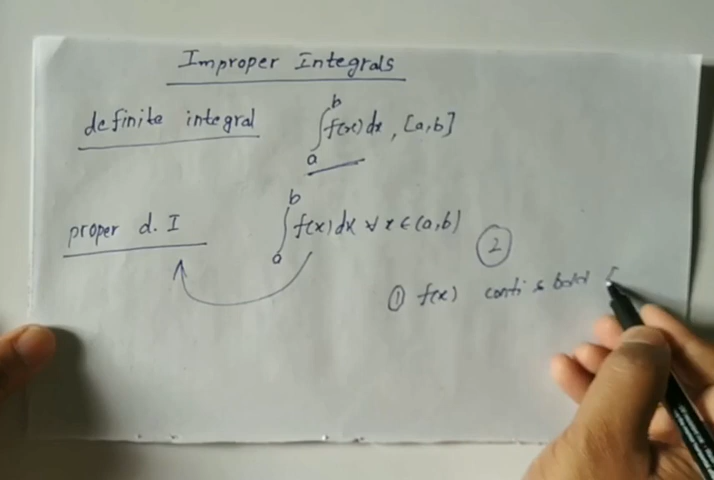 Improper Integrals
definite integral ∫ₐᵇ f(x) dx, [a,b]
proper d. I ∫ₐᵇ f(x) dx ∀ x ∈ (a,b)
②
① f(x) conti & bdd [